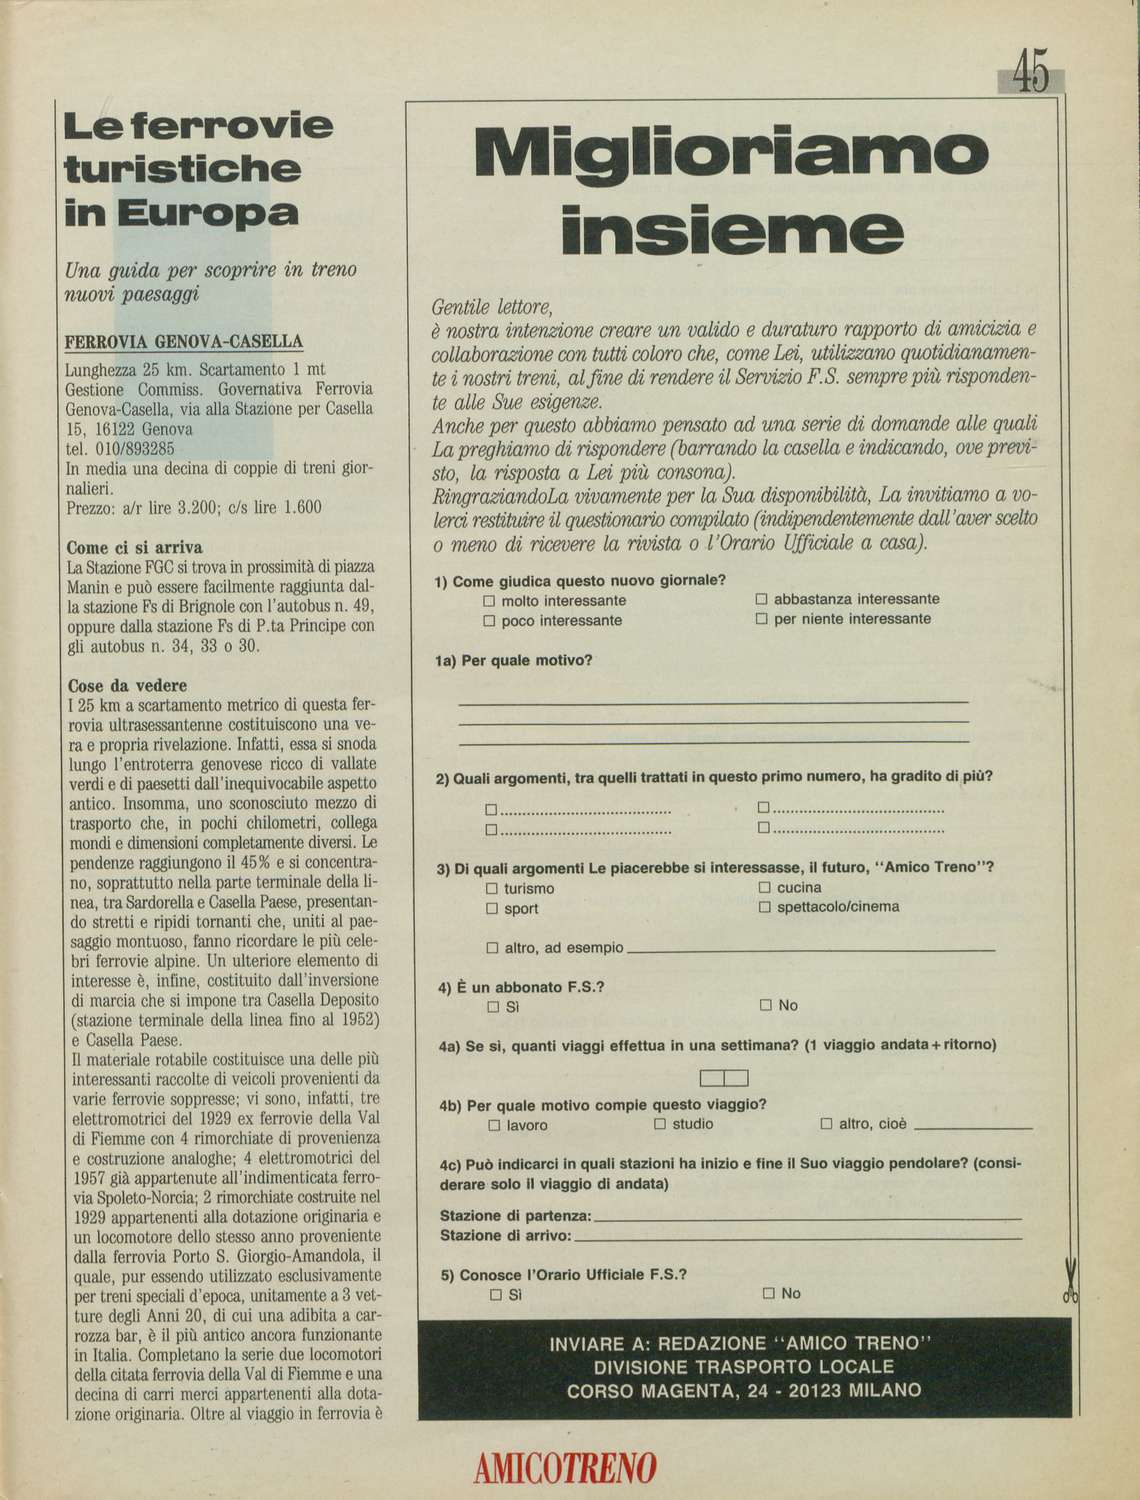 45
Le ferrovie
turistiche
in Europa
Una guida per scoprire in treno
nuovi paesaggi
FERROVIA GENOVA-CASELLA
Lunghezza 25 km. Scartamento 1 mt
Gestione Commiss. Governativa Ferrovia
Genova-Casella, via alla Stazione per Casella
15, 16122 Genova
tel. 010/893285
In media una decina di coppie di treni gior-
nalieri.
Prezzo: a/r lire 3.200; c/s lire 1.600
Come ci si arriva
La Stazione FGC si trova in prossimità di piazza
Manin e può essere facilmente raggiunta dal-
la stazione Fs di Brignole con l'autobus n. 49,
oppure dalla stazione Fs di P.ta Principe con
gli autobus n. 34, 33 o 30.
Cose da vedere
I 25 km a scartamento metrico di questa fer-
rovia ultrasessantenne costituiscono una ve-
ra e propria rivelazione. Infatti, essa si snoda
lungo l'entroterra genovese ricco di vallate
verdi e di paesetti dall'inequivocabile aspetto
antico. Insomma, uno sconosciuto mezzo di
trasporto che, in pochi chilometri, collega
mondi e dimensioni completamente diversi. Le
pendenze raggiungono il 45% e si concentra-
no, soprattutto nella parte terminale della li-
nea, tra Sardorella e Casella Paese, presentan-
do stretti e ripidi tornanti che, uniti al pae-
saggio montuoso, fanno ricordare le più cele-
bri ferrovie alpine. Un ulteriore elemento di
interesse è, infine, costituito dall'inversione
di marcia che si impone tra Casella Deposito
(stazione terminale della linea fino al 1952)
e Casella Paese.
Il materiale rotabile costituisce una delle più
interessanti raccolte di veicoli provenienti da
varie ferrovie soppresse; vi sono, infatti, tre
elettromotrici del 1929 ex ferrovie della Val
di Fiemme con 4 rimorchiate di provenienza
e costruzione analoghe; 4 elettromotrici del
1957 già appartenute all'indimenticata ferro-
via Spoleto-Norcia; 2 rimorchiate costruite nel
1929 appartenenti alla dotazione originaria e
un locomotore dello stesso anno proveniente
dalla ferrovia Porto S. Giorgio-Amandola, il
quale, pur essendo utilizzato esclusivamente
per treni speciali d'epoca, unitamente a 3 vet-
ture degli Anni 20, di cui una adibita a car-
rozza bar, è il più antico ancora funzionante
in Italia. Completano la serie due locomotori
della citata ferrovia della Val di Fiemme e una
decina di carri merci appartenenti alla dota-
zione originaria. Oltre al viaggio in ferrovia è
Miglioriamo
insieme
Gentile lettore,
è nostra intenzione creare un valido e duraturo rapporto di amicizia e
collaborazione con tutti coloro che, come Lei, utilizzano quotidianamen-
te i nostri treni, al fine di rendere il Servizio F.S. sempre più risponden-
te alle Sue esigenze.
Anche per questo abbiamo pensato ad una serie di domande alle quali
La preghiamo di rispondere (barrando la casella e indicando, ove previ-
sto, la risposta a Lei più consona).
RingraziandoLa vivamente per la Sua disponibilità, La invitiamo a vo-
lerci restituire il questionario compilato (indipendentemente dall'aver scelto
o meno di ricevere la rivista o l'Orario Ufficiale a casa).
1) Come giudica questo nuovo giornale?
☐ molto interessante ☐ abbastanza interessante
☐ poco interessante ☐ per niente interessante
1a) Per quale motivo?
2) Quali argomenti, tra quelli trattati in questo primo numero, ha gradito di più?
☐ ..................................... ☐ .....................................
☐ ..................................... ☐ .....................................
3) Di quali argomenti Le piacerebbe si interessasse, il futuro, "Amico Treno"?
☐ turismo ☐ cucina
☐ sport ☐ spettacolo/cinema
☐ altro, ad esempio
4) È un abbonato F.S.?
☐ Sì ☐ No
4a) Se sì, quanti viaggi effettua in una settimana? (1 viaggio andata+ritorno)
4b) Per quale motivo compie questo viaggio?
☐ lavoro ☐ studio ☐ altro, cioè
4c) Può indicarci in quali stazioni ha inizio e fine il Suo viaggio pendolare? (consi-
derare solo il viaggio di andata)
Stazione di partenza:
Stazione di arrivo:
5) Conosce l'Orario Ufficiale F.S.?
☐ Sì ☐ No
INVIARE A: REDAZIONE "AMICO TRENO"
DIVISIONE TRASPORTO LOCALE
CORSO MAGENTA, 24 - 20123 MILANO
AMICOTRENO